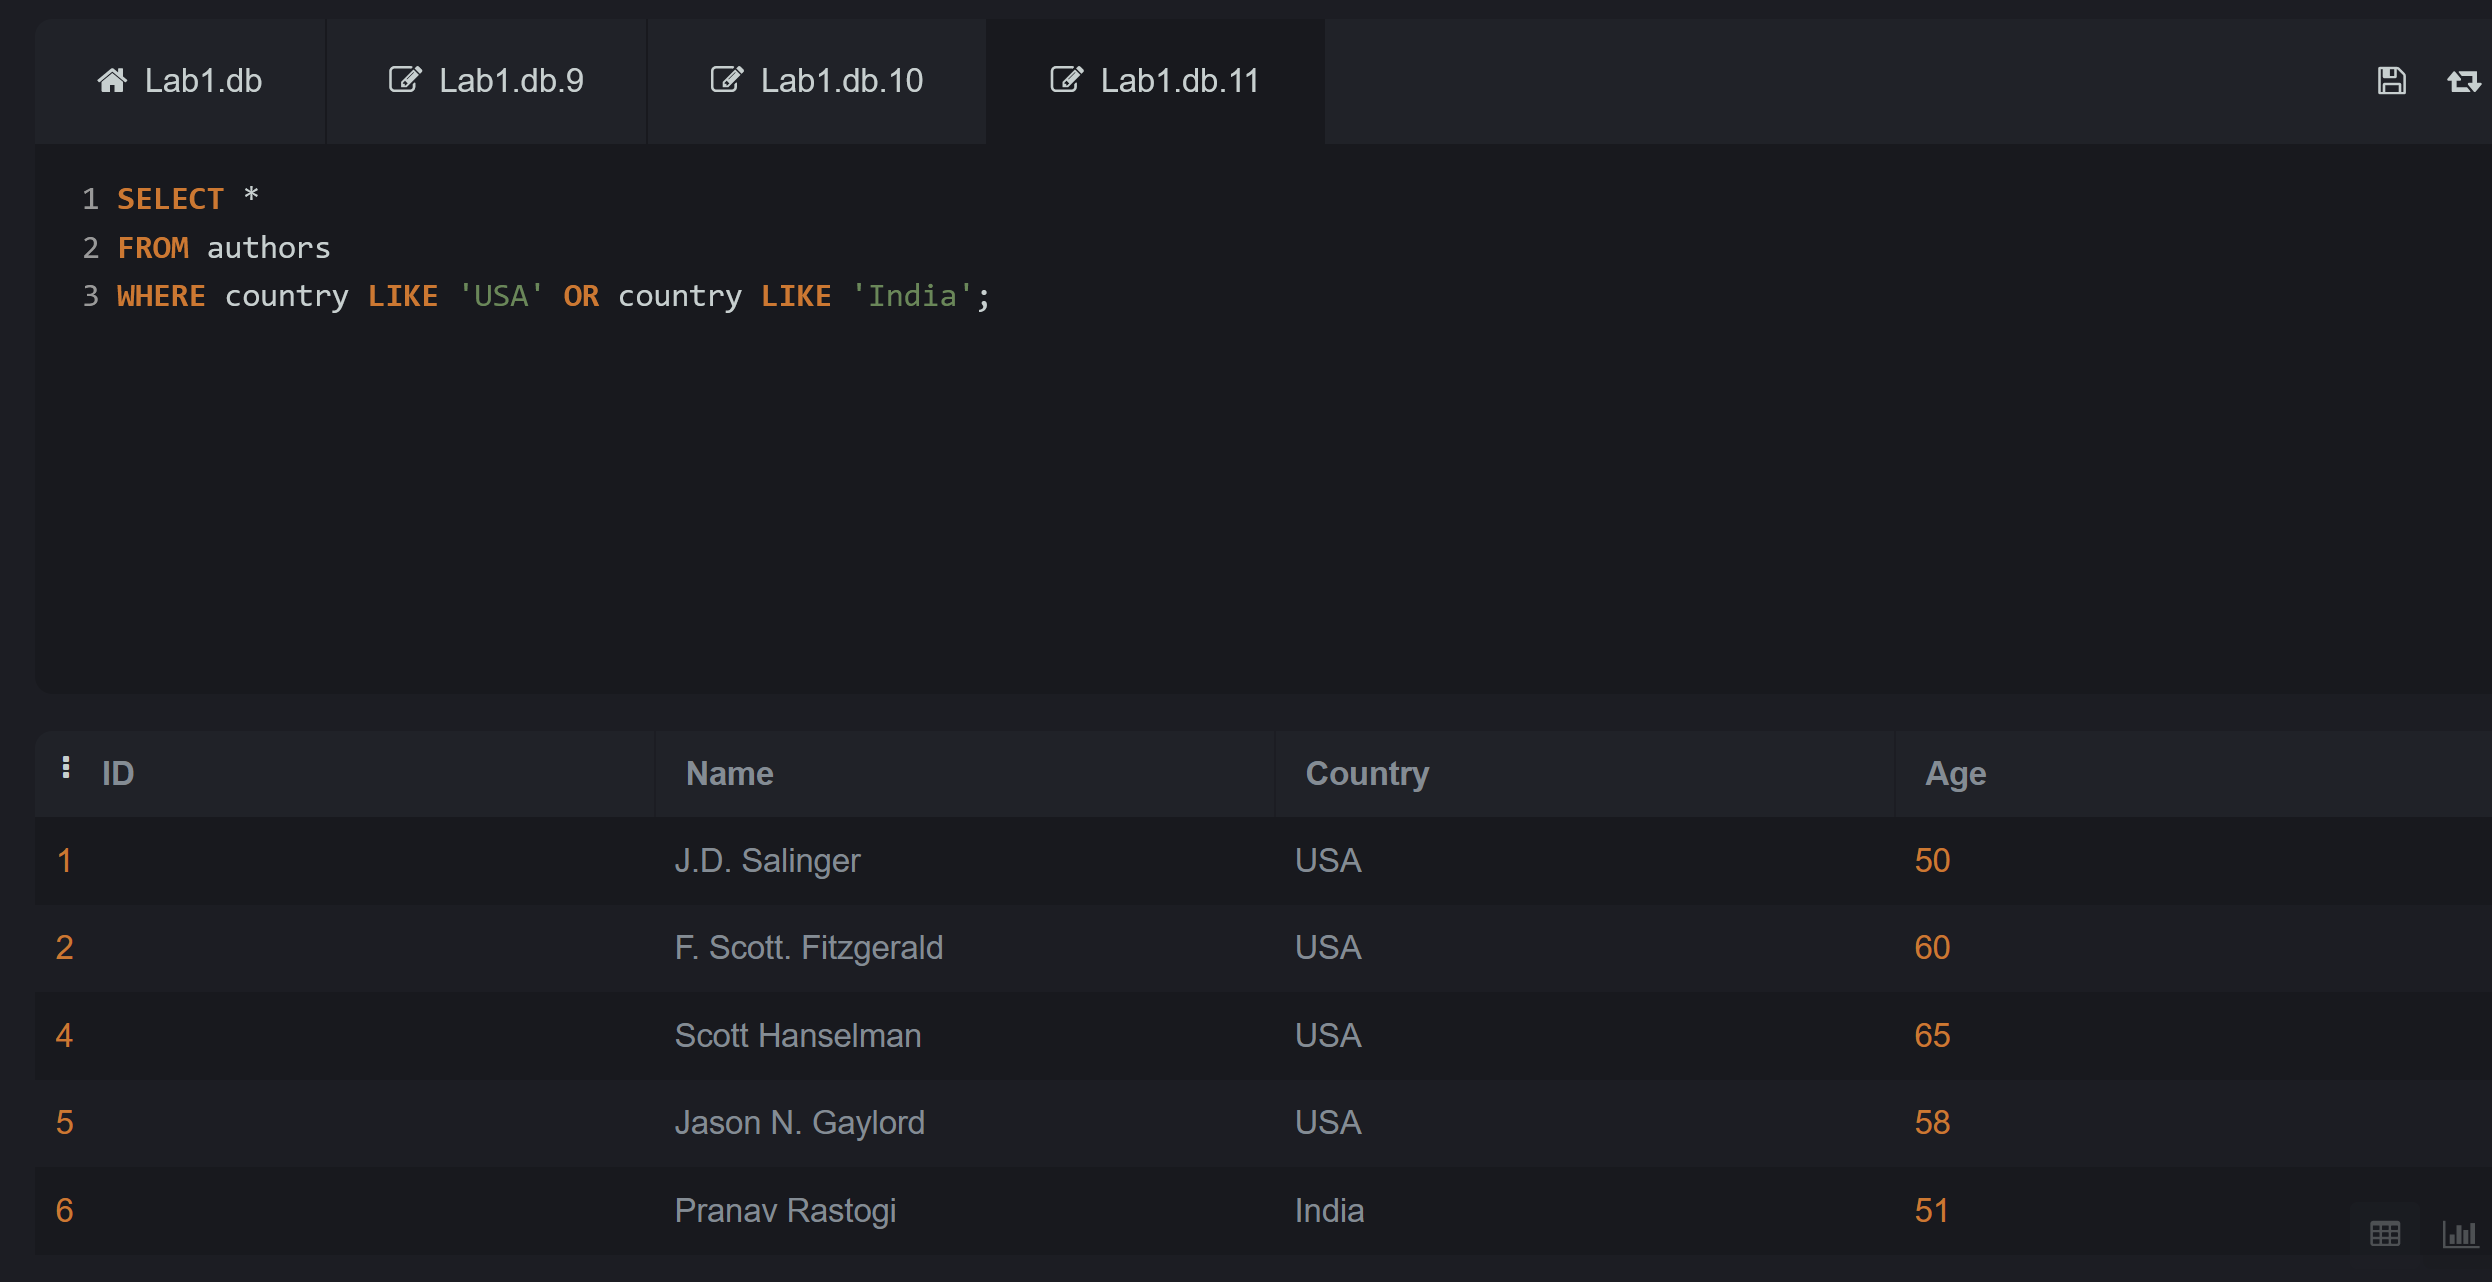 Lab1.db Lab1.db.9 Lab1.db.10 Lab1.db.11
1 SELECT *
2 FROM authors
3 WHERE country LIKE 'USA' OR country LIKE 'India';
ID Name Country Age
1 J.D. Salinger USA 50
2 F. Scott. Fitzgerald USA 60
4 Scott Hanselman USA 65
5 Jason N. Gaylord USA 58
6 Pranav Rastogi India 51